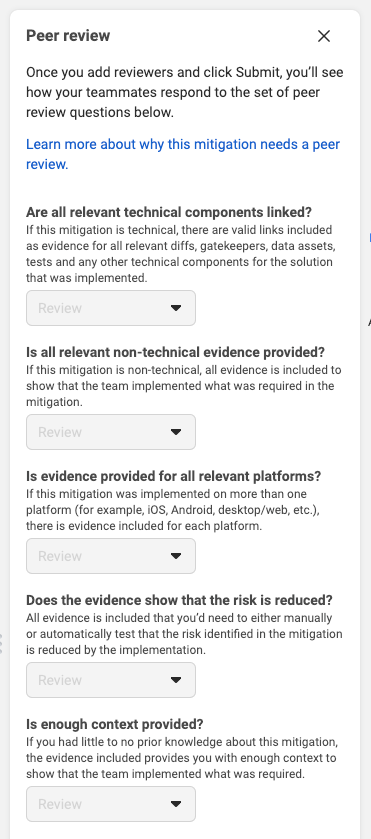 Peer review
Once you add reviewers and click Submit, you'll see
how your teammates respond to the set of peer
review questions below.
Learn more about why this mitigation needs a peer
review.
Are all relevant technical components linked?
If this mitigation is technical, there are valid links included
as evidence for all relevant diffs, gatekeepers, data assets,
tests and any other technical components for the solution
that was implemented.
Review
Is all relevant non-technical evidence provided?
If this mitigation is non-technical, all evidence is included to
show that the team implemented what was required in the
mitigation.
Review
Is evidence provided for all relevant platforms?
If this mitigation was implemented on more than one
platform (for example, iOS, Android, desktop/web, etc.),
there is evidence included for each platform.
Review
Does the evidence show that the risk is reduced?
All evidence is included that you'd need to either manually
or automatically test that the risk identified in the mitigation
is reduced by the implementation.
Review
Is enough context provided?
If you had little to no prior knowledge about this mitigation,
the evidence included provides you with enough context to
show that the team implemented what was required.
Review